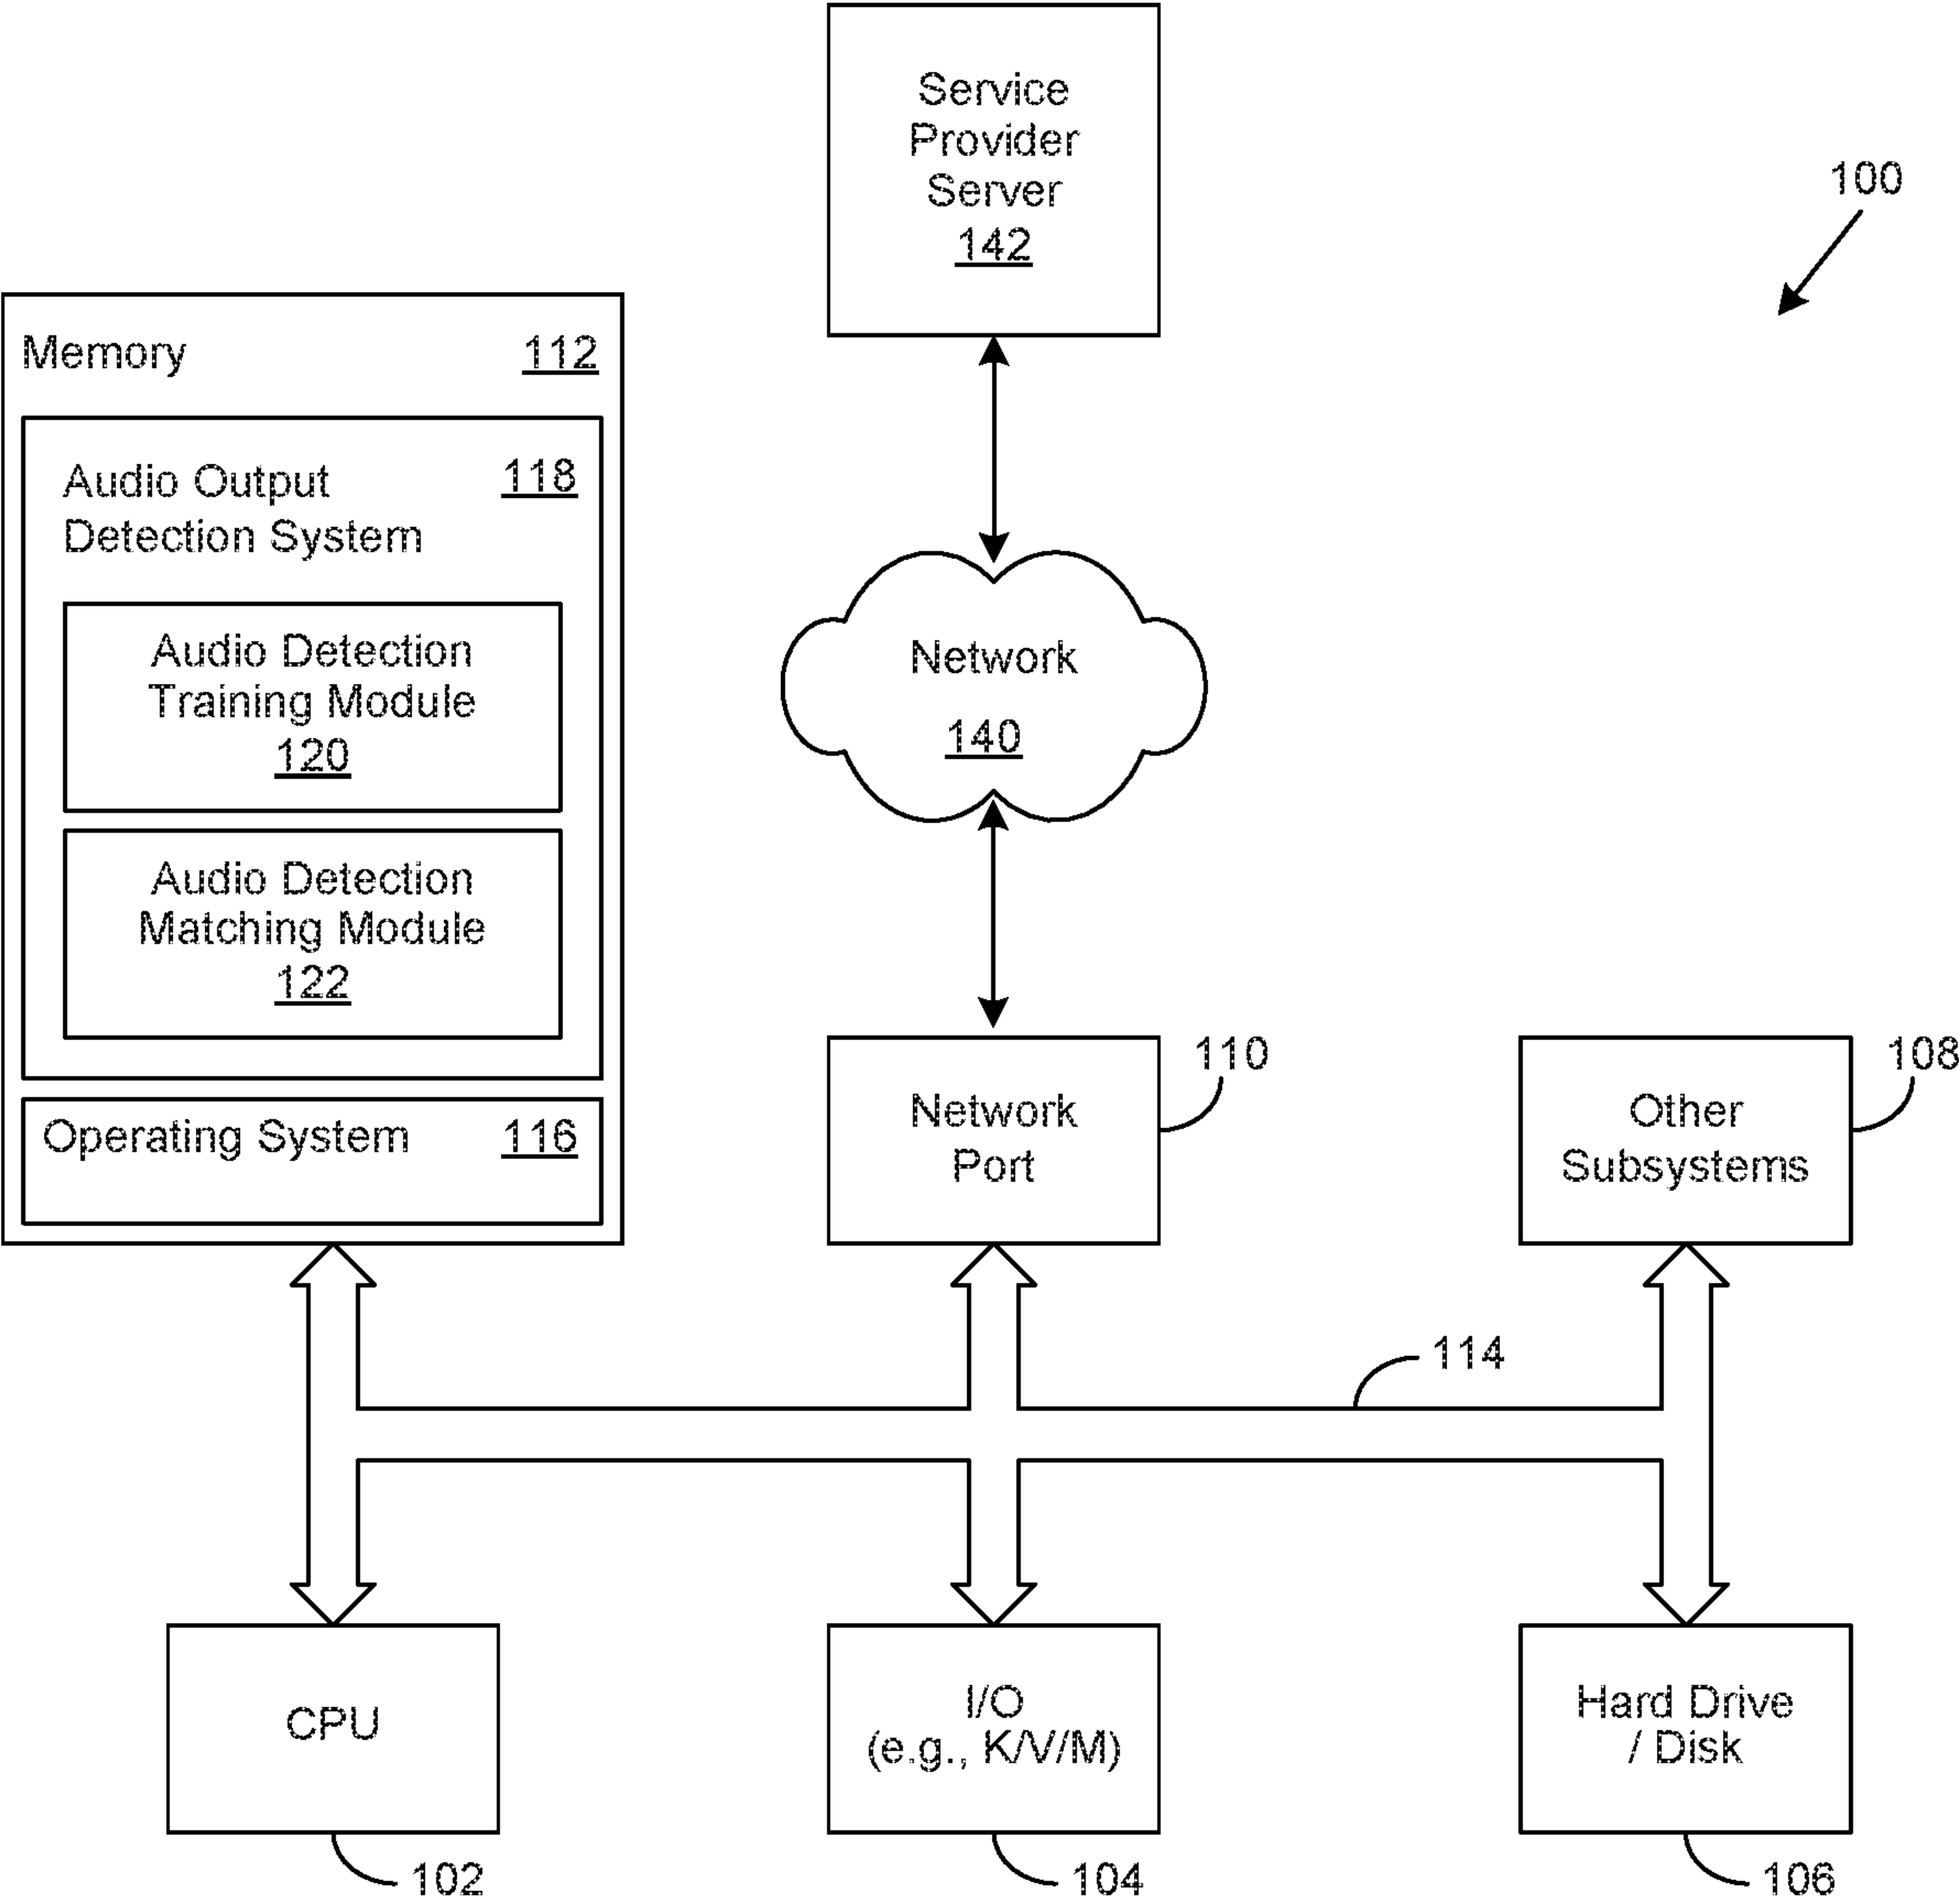 Service
Provider
Server
142
100
Memory
112
Audio Output
Detection System
118
Audio Detection
Training Module
120
Audio Detection
Matching Module
122
Operating System
116
Network
140
Network
Port
110
Other
Subsystems
108
114
CPU
102
I/O
(e.g., K/V/M)
104
Hard Drive
/ Disk
106